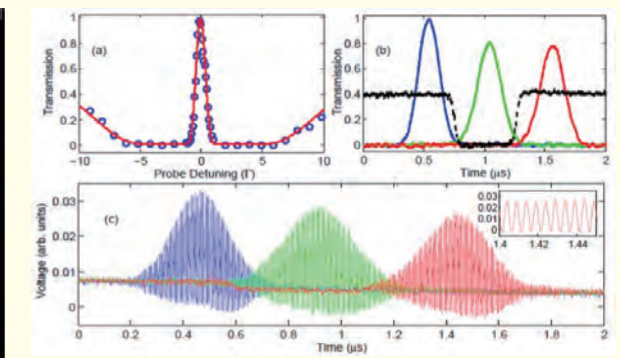 (a)
Transmission
1
0.8
0.6
0.4
0.2
0
−10 −5 0 5 10
Probe Detuning (Γ)
(b)
Transmission
1
0.8
0.6
0.4
0.2
0
0 0.5 1 1.5 2
Time (μs)
(c)
Voltage (arb. units)
0.03
0.02
0.01
0
0 0.2 0.4 0.6 0.8 1 1.2 1.4 1.6 1.8 2
Time (μs)
0.03
0.02
0.01
0
1.4 1.42 1.44